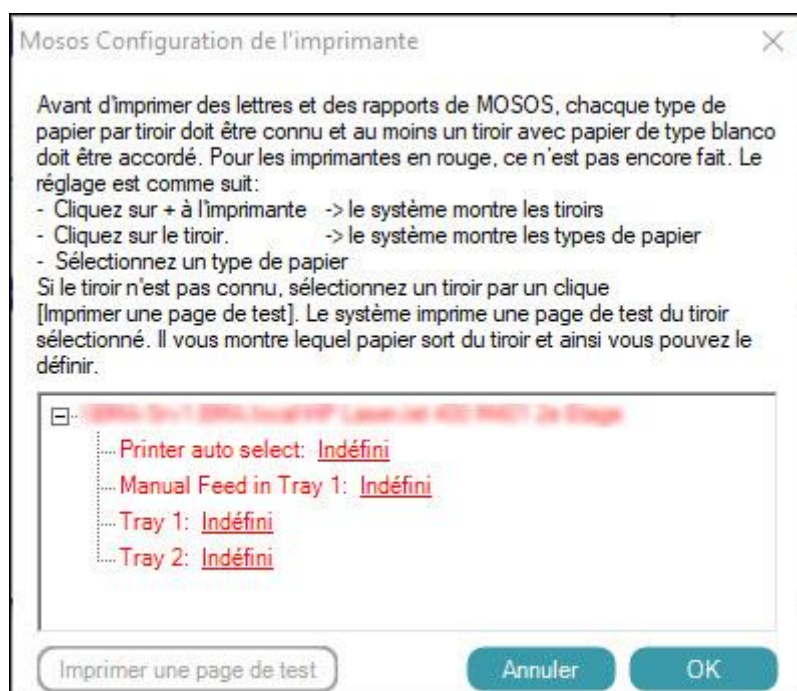 Mosos Configuration de l'imprimante
Avant d'imprimer des lettres et des rapports de MOSOS, chacque type de
papier par tiroir doit être connu et au moins un tiroir avec papier de type blanco
doit être accordé. Pour les imprimantes en rouge, ce n'est pas encore fait. Le
réglage est comme suit:
- Cliquez sur + à l'imprimante -> le système montre les tiroirs
- Cliquez sur le tiroir. -> le système montre les types de papier
- Sélectionnez un type de papier
Si le tiroir n'est pas connu, sélectionnez un tiroir par un clique
[Imprimer une page de test]. Le système imprime une page de test du tiroir
sélectionné. Il vous montre lequel papier sort du tiroir et ainsi vous pouvez le
définir.
Printer auto select: Indéfini
Manual Feed in Tray 1: Indéfini
Tray 1: Indéfini
Tray 2: Indéfini
Imprimer une page de test Annuler OK